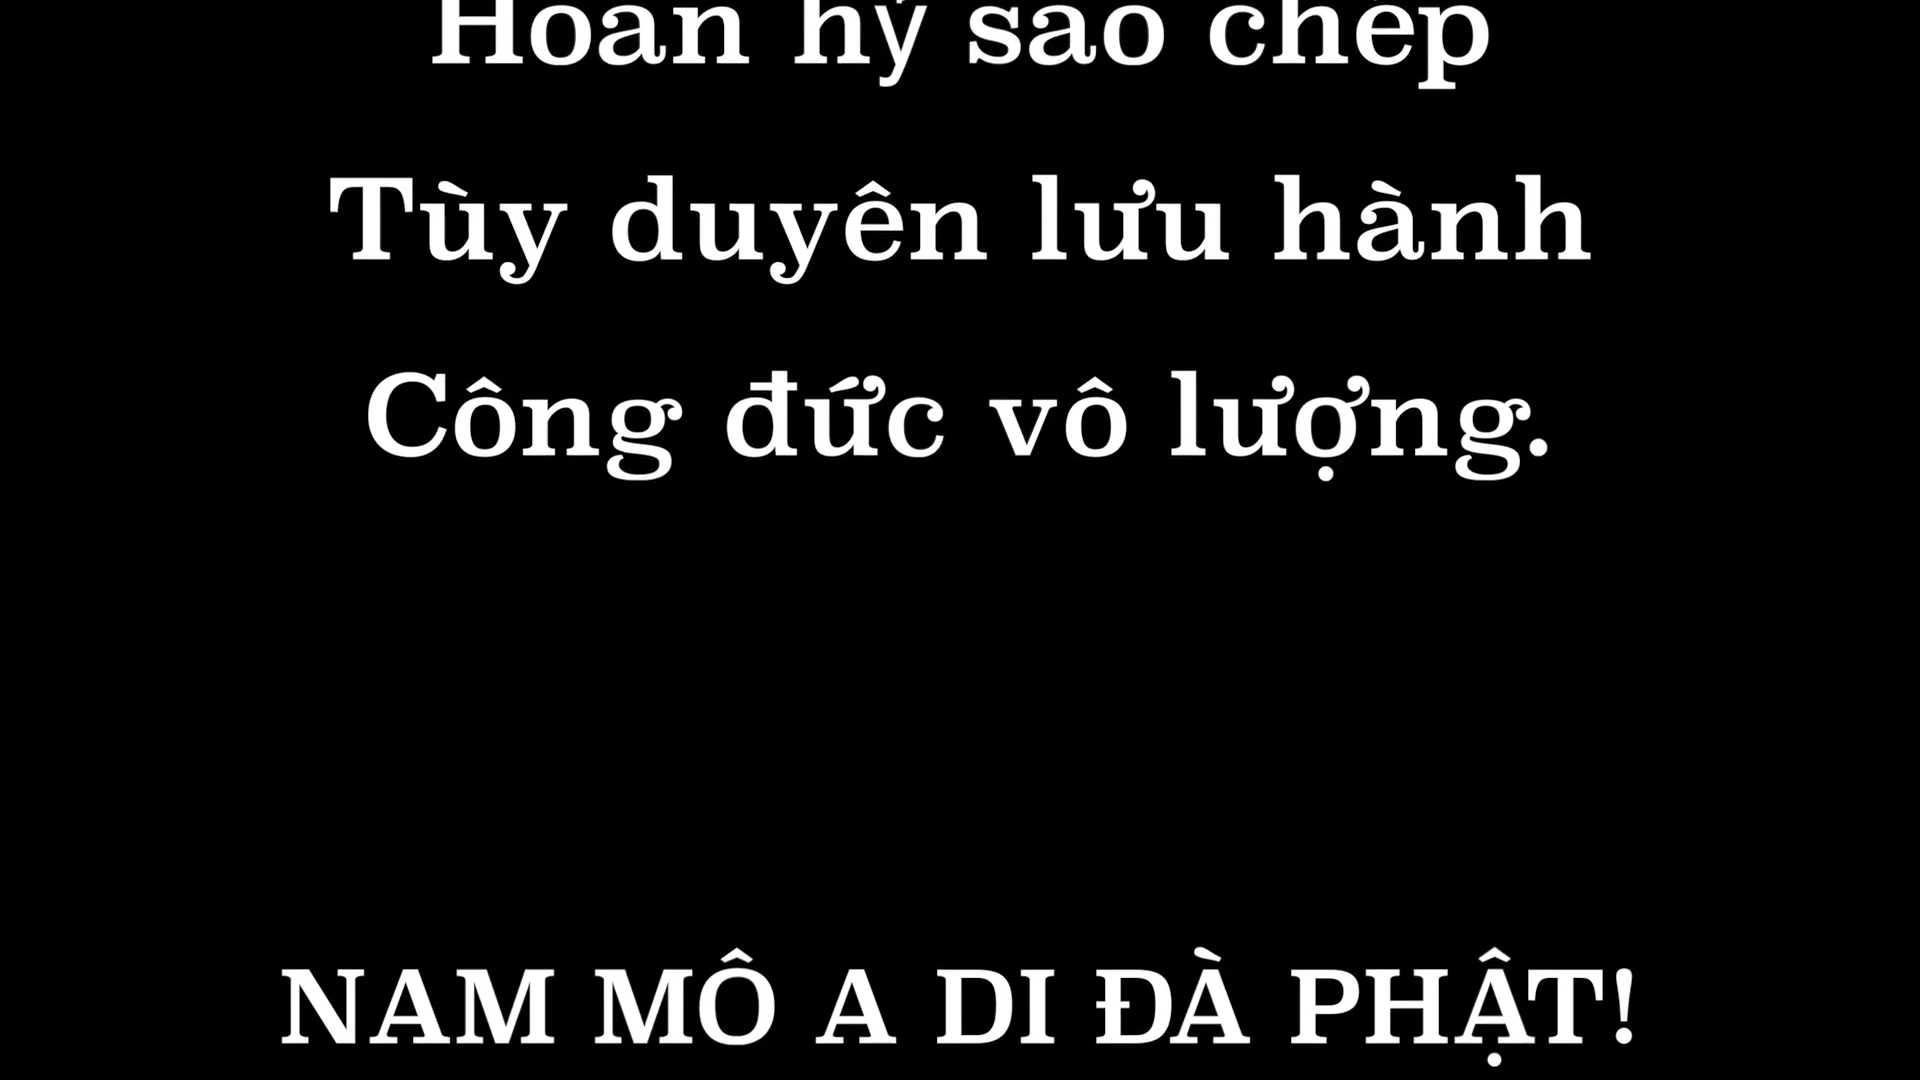 Hoan hỷ sao chép
Tùy duyên lưu hành
Công đức vô lượng.
NAM MÔ A DI ĐÀ PHẬT!